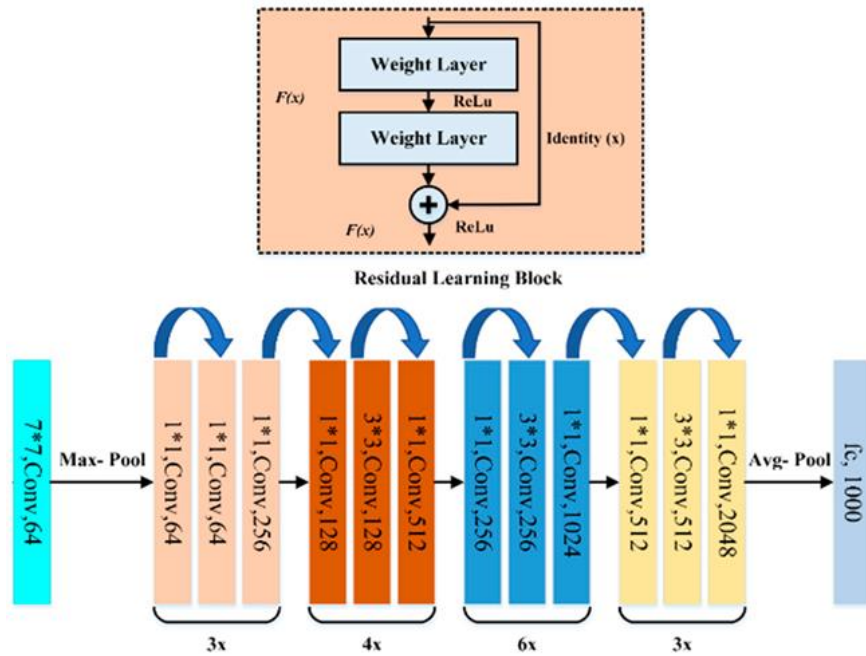 Weight Layer
F(x)
ReLu
Weight Layer
Identity (x)
+
F(x)
ReLu
Residual Learning Block
7*7,Conv,64
Max- Pool
1*1,Conv,64
1*1,Conv,64
1*1,Conv,256
1*1,Conv,128
3*3,Conv,128
1*1,Conv,512
1*1,Conv,256
3*3,Conv,256
1*1,Conv,1024
1*1,Conv,512
3*3,Conv,512
1*1,Conv,2048
Avg- Pool
fc, 1000
3x
4x
6x
3x